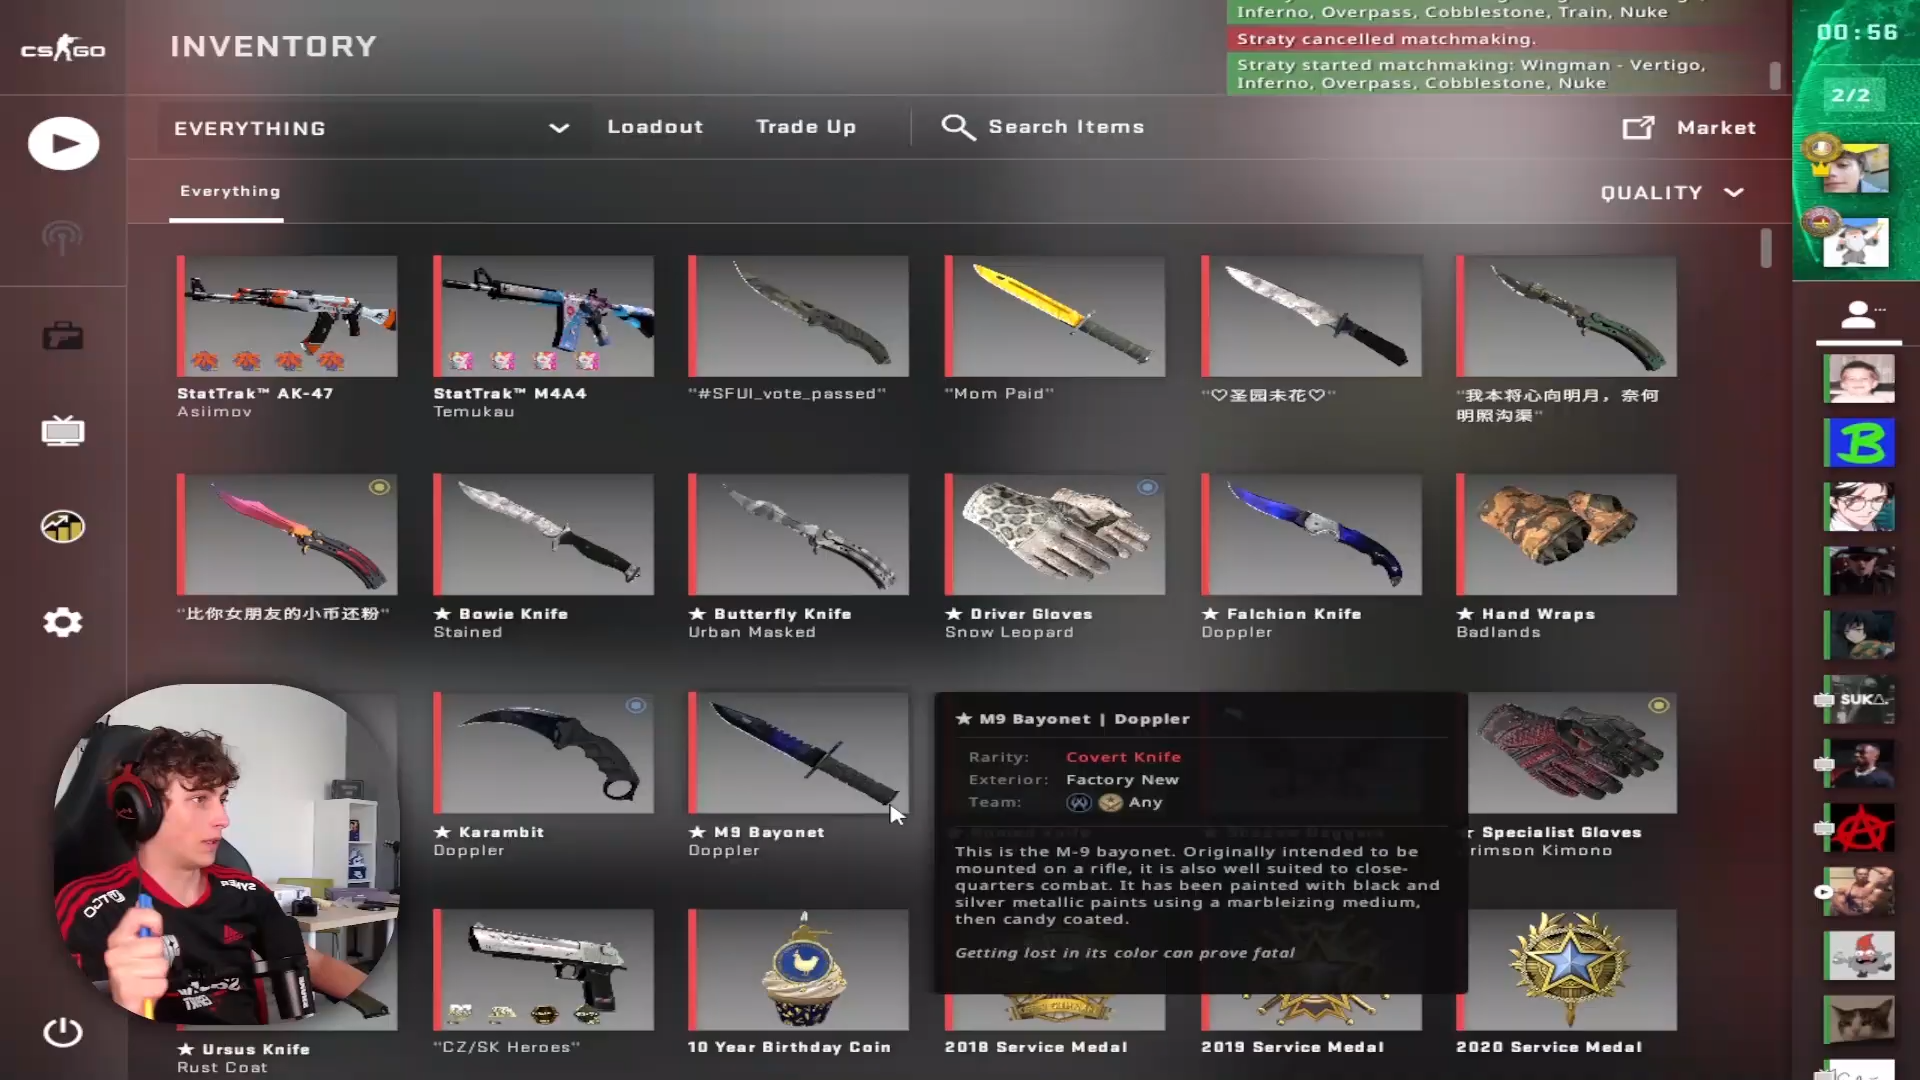 CS GO
INVENTORY
Inferno, Overpass, Cobblestone, Train, Nuke
Straty cancelled matchmaking.
Straty started matchmaking: Wingman - Vertigo,
Inferno, Overpass, Cobblestone, Nuke
00:56
2/2
EVERYTHING
Loadout
Trade Up
Search Items
Market
Everything
QUALITY
StatTrak™ AK-47
Asiimov
StatTrak™ M4A4
Temukau
"#SFUI_vote_passed"
"Mom Paid"
"♡圣园未花♡"
"我本将心向明月，奈何
明照沟渠"
"比你女朋友的小币还粉"
★ Bowie Knife
Stained
★ Butterfly Knife
Urban Masked
★ Driver Gloves
Snow Leopard
★ Falchion Knife
Doppler
★ Hand Wraps
Badlands
★ Karambit
Doppler
★ M9 Bayonet
Doppler
★ M9 Bayonet | Doppler
Rarity: Covert Knife
Exterior: Factory New
Team: Any
This is the M-9 bayonet. Originally intended to be
mounted on a rifle, it is also well suited to close-
quarters combat. It has been painted with black and
silver metallic paints using a marbleizing medium,
then candy coated.
Getting lost in its color can prove fatal
Specialist Gloves
rimson Kimono
★ Ursus Knife
Rust Coat
"CZ/SK Heroes"
10 Year Birthday Coin
2018 Service Medal
2019 Service Medal
2020 Service Medal
B
SUKA.